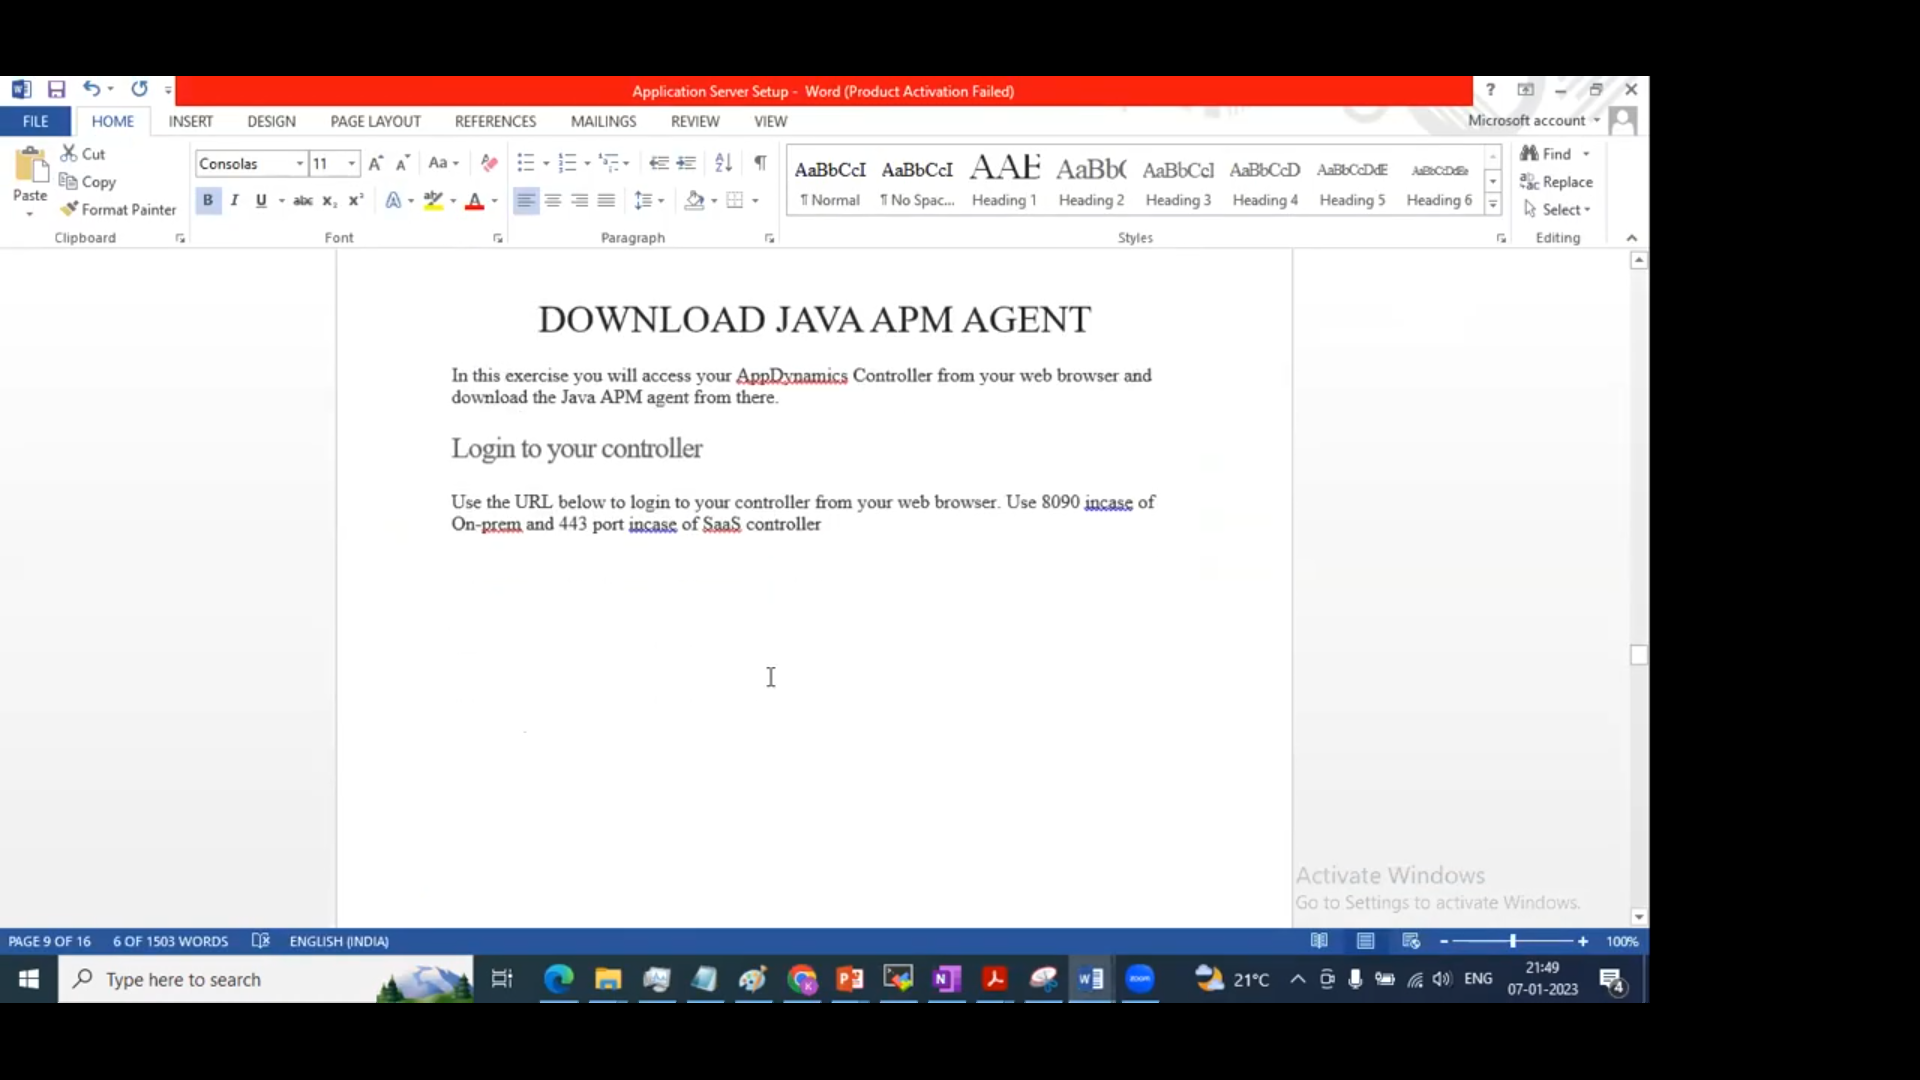 Application Server Setup - Word (Product Activation Failed)
?
FILE HOME INSERT DESIGN PAGE LAYOUT REFERENCES MAILINGS REVIEW VIEW Microsoft account
Paste
Cut
Copy
Format Painter
Clipboard
Consolas 11 Aa
B I U abc x₂ x² A aby A
Font
Paragraph
AaBbCcI AaBbCcI AAE AaBb( AaBbCcI AaBbCcD AaBbCcDdE AaBbCcDdEe
¶ Normal ¶ No Spac... Heading 1 Heading 2 Heading 3 Heading 4 Heading 5 Heading 6
Styles
Find
Replace
Select
Editing
DOWNLOAD JAVA APM AGENT
In this exercise you will access your AppDynamics Controller from your web browser and
download the Java APM agent from there.
Login to your controller
Use the URL below to login to your controller from your web browser. Use 8090 incase of
On-prem and 443 port incase of SaaS controller
Activate Windows
Go to Settings to activate Windows.
PAGE 9 OF 16 6 OF 1503 WORDS ENGLISH (INDIA) 100%
Type here to search
zoom
21°C
ENG
21:49
07-01-2023
4